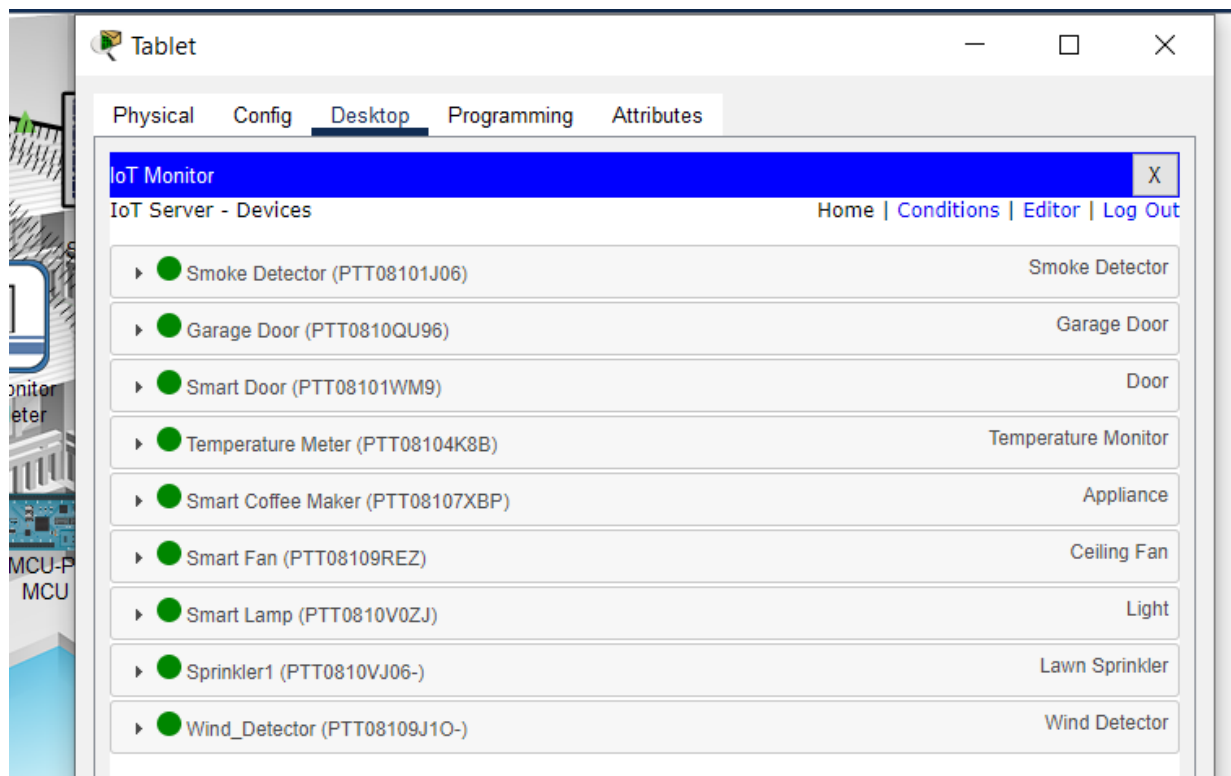 Tablet
Physical Config Desktop Programming Attributes
IoT Monitor X
IoT Server - Devices Home | Conditions | Editor | Log Out
Smoke Detector (PTT08101J06) Smoke Detector
Garage Door (PTT0810QU96) Garage Door
Smart Door (PTT08101WM9) Door
Temperature Meter (PTT08104K8B) Temperature Monitor
Smart Coffee Maker (PTT08107XBP) Appliance
Smart Fan (PTT08109REZ) Ceiling Fan
Smart Lamp (PTT0810V0ZJ) Light
Sprinkler1 (PTT0810VJ06-) Lawn Sprinkler
Wind_Detector (PTT08109J1O-) Wind Detector
onitor
eter
MCU-P
MCU